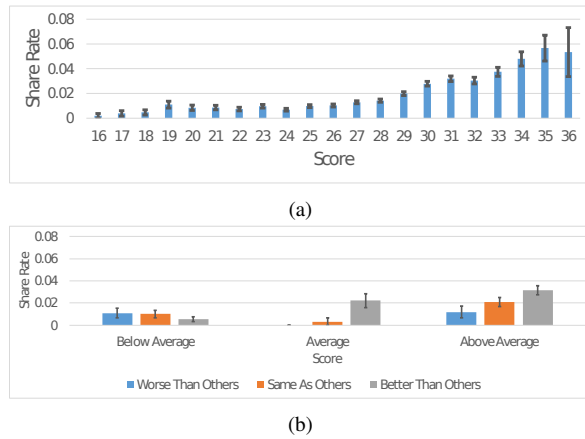 0.08
0.06
0.04
0.02
0
Share Rate
16 17 18 19 20 21 22 23 24 25 26 27 28 29 30 31 32 33 34 35 36
Score
(a)
0.08
0.06
0.04
0.02
0
Share Rate
Below Average Average Above Average
Score
Worse Than Others Same As Others Better Than Others
(b)